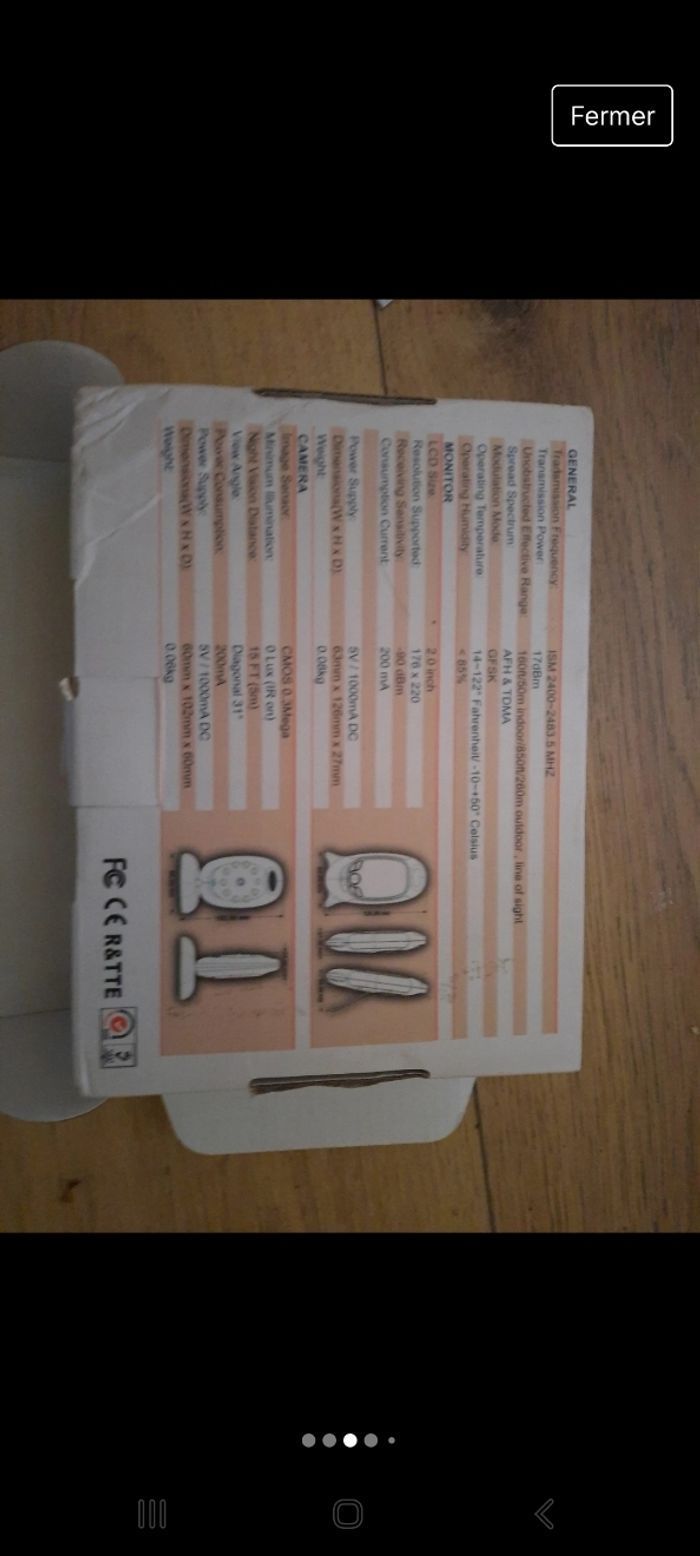 Fermer
GENERAL
Transmission Frequency: ISM 2400~2483.5 MHZ
Transmission Power: 17dBm
Unobstructed Effective Range: 160ft/50m indoor/850ft/260m outdoor , line of sight
Spread Spectrum: AFH & TDMA
Modulation Mode: GFSK
Operating Temperature: 14~122° Fahrenheit/ -10~+50° Celsius
Operating Humidity: < 85%
MONITOR
LCD Size: 2.0 inch
Resolution Supported: 176 x 220
Receiving Sensitivity: -90 dBm
Consumption Current: 200 mA
Power Supply: 5V / 1000mA DC
Dimensions(W x H x D): 63mm x 126mm x 27mm
Weight: 0.08kg
CAMERA
Image Sensor: CMOS 0.3Mega
Minimum Illumination: 0 Lux (IR on)
Night Vision Distance: 15 FT (5m)
View Angle: Diagonal 31°
Power Consumption: 200mA
Power Supply: 5V / 1000mA DC
Dimensions(W x H x D): 60mm x 102mm x 60mm
Weight: 0.06kg
FC CE R&TTE